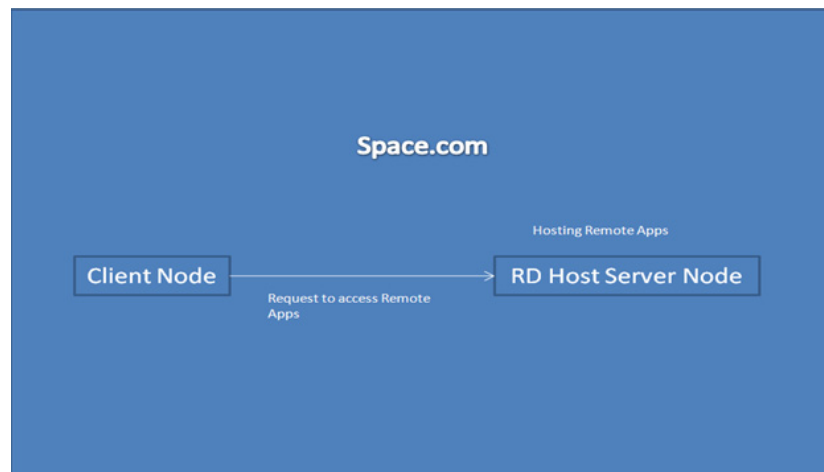 Space.com
Hosting Remote Apps
Client Node
RD Host Server Node
Request to access Remote
Apps